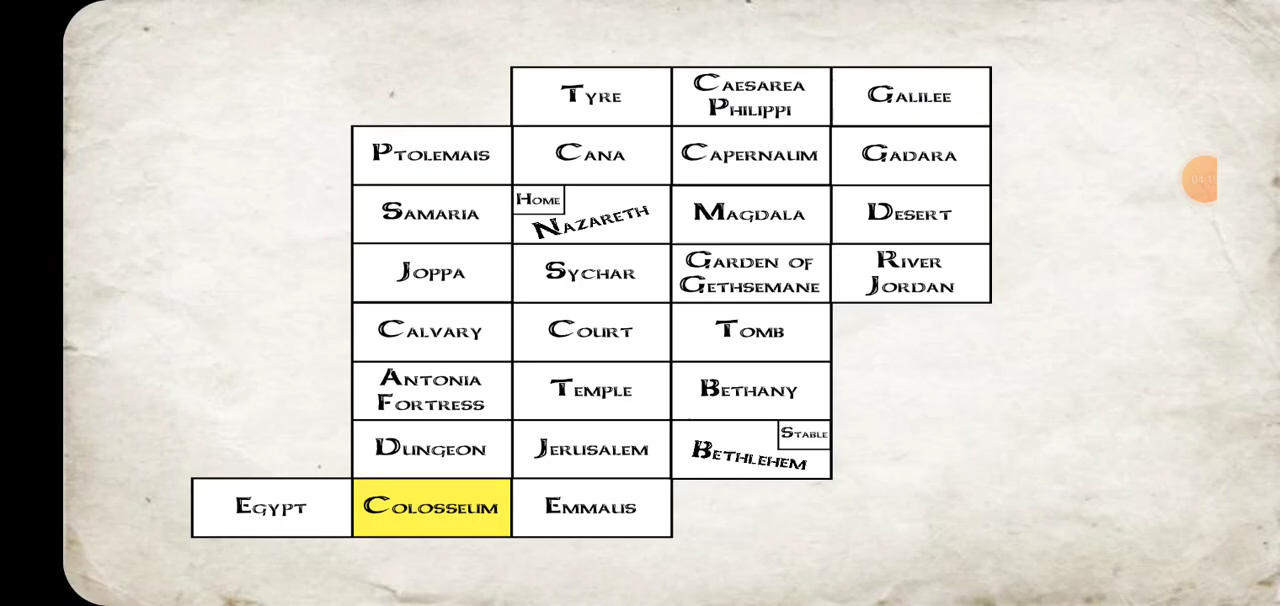 Tyre
Caesarea
Philippi
Galilee
Ptolemais
Cana
Capernaum
Gadara
Samaria
Home
Nazareth
Magdala
Desert
Joppa
Sychar
Garden of
Gethsemane
River
Jordan
Calvary
Court
Tomb
Antonia
Fortress
Temple
Bethany
Dungeon
Jerusalem
Stable
Bethlehem
Egypt
Colosseum
Emmaus